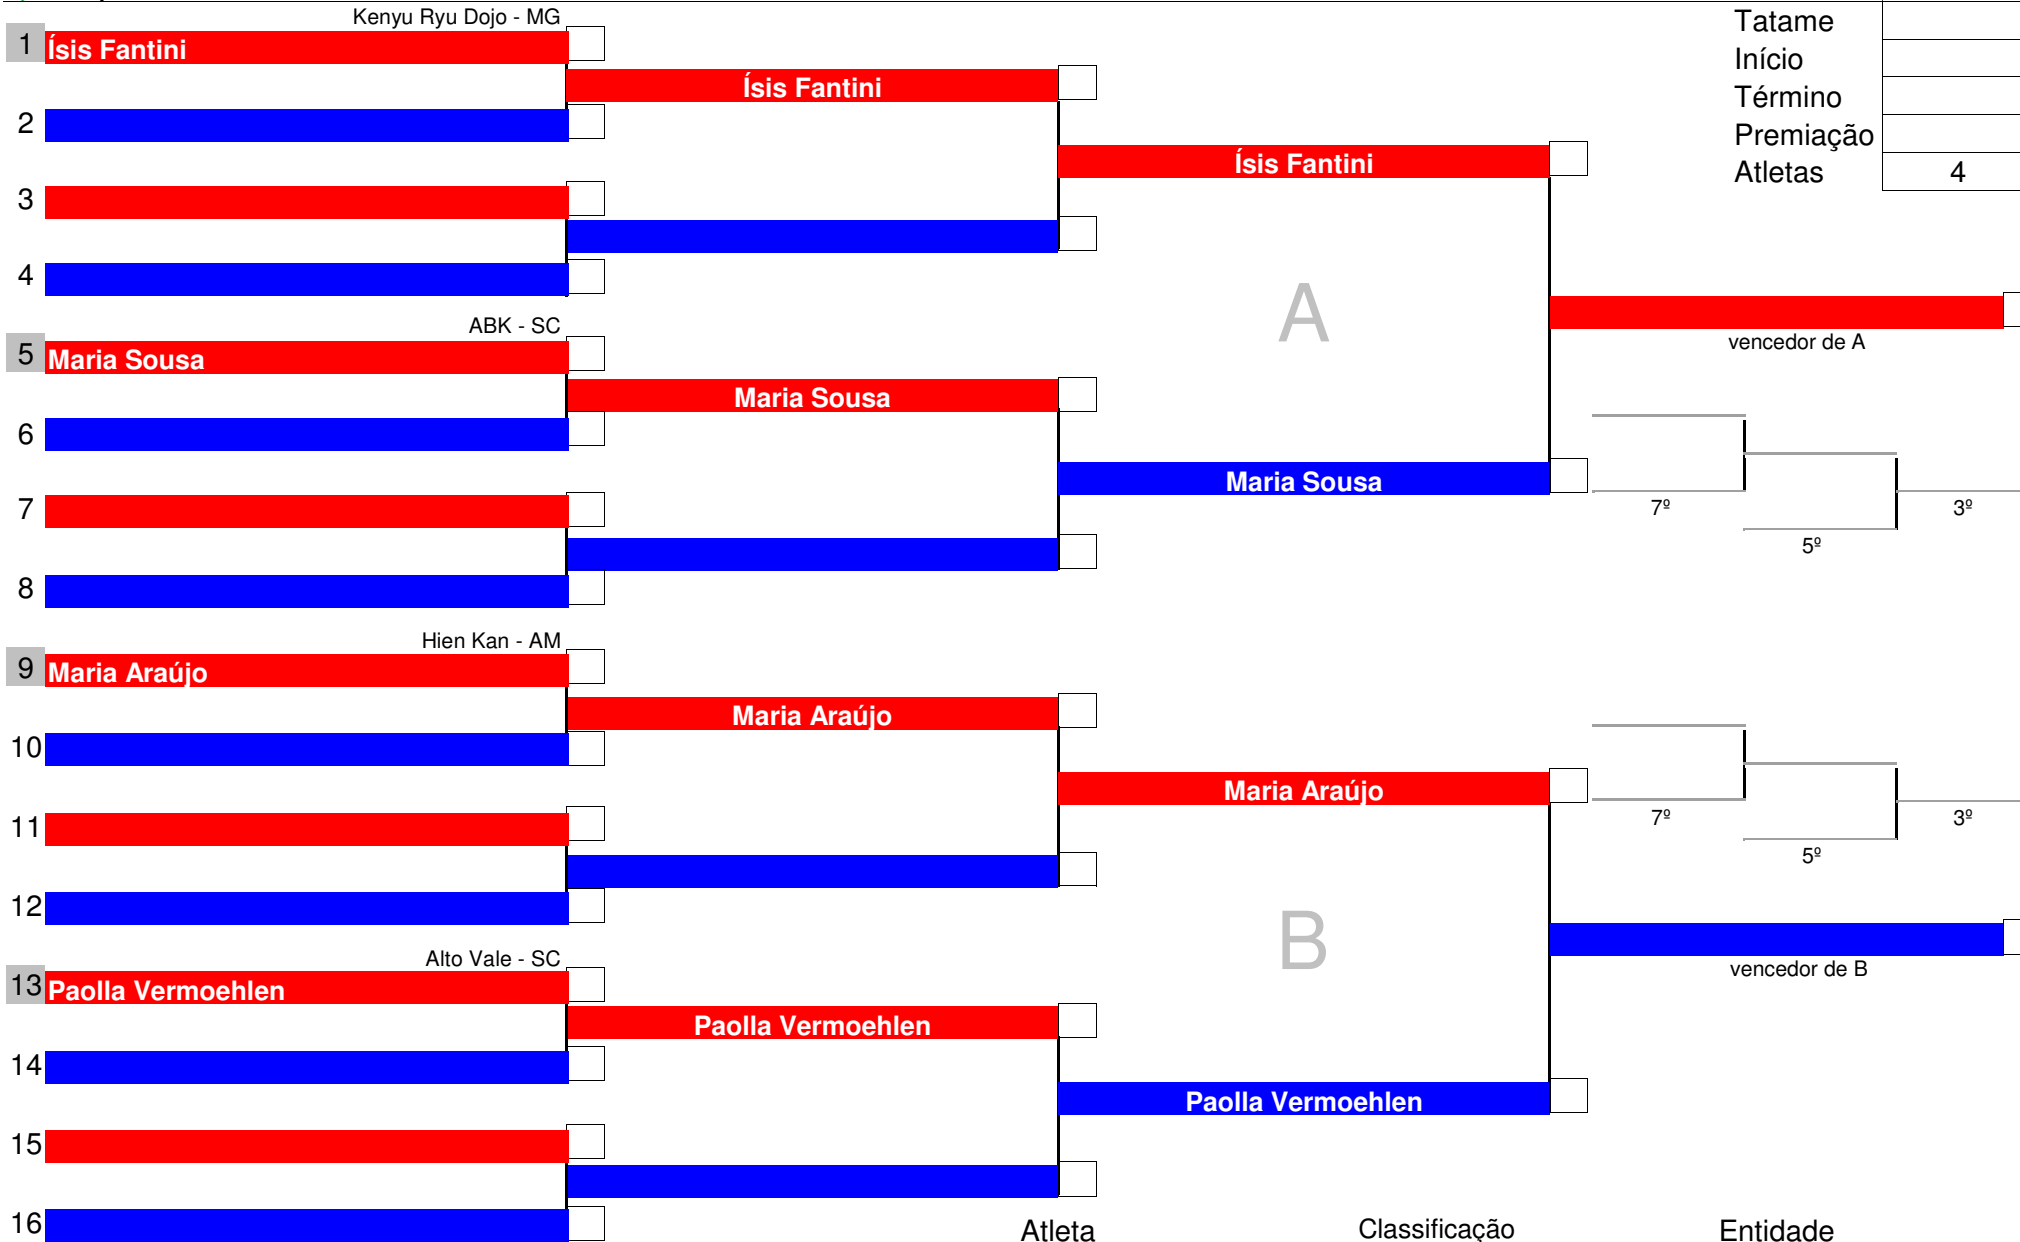 Kenyu Ryu Dojo - MG
1 Ísis Fantini
Ísis Fantini
2
Ísis Fantini
3
4
Tatame
Início
Término
Premiação
Atletas 4
A
vencedor de A
ABK - SC
5 Maria Sousa
Maria Sousa
6
Maria Sousa
7
8
7º
3º
5º
Hien Kan - AM
9 Maria Araújo
Maria Araújo
10
Maria Araújo
11
12
7º
3º
5º
B
vencedor de B
Alto Vale - SC
13 Paolla Vermoehlen
Paolla Vermoehlen
14
Paolla Vermoehlen
15
16
Atleta Classificação Entidade